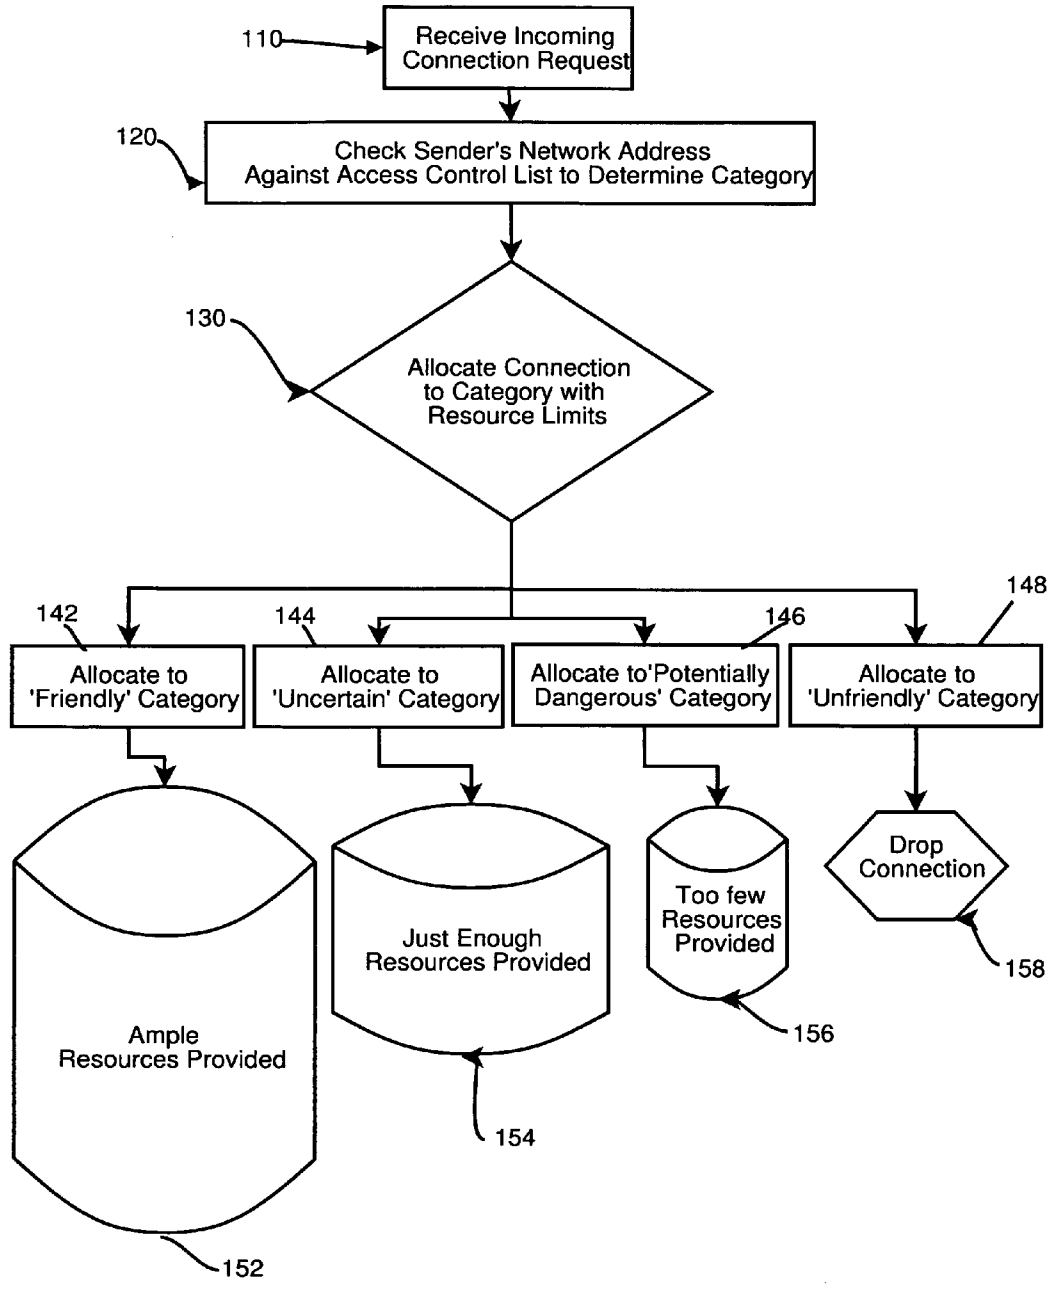 110
Receive Incoming
Connection Request
120
Check Sender's Network Address
Against Access Control List to Determine Category
130
Allocate Connection
to Category with
Resource Limits
142
144
146
148
Allocate to
'Friendly' Category
Allocate to
'Uncertain' Category
Allocate to'Potentially
Dangerous' Category
Allocate to
'Unfriendly' Category
Ample
Resources Provided
Just Enough
Resources Provided
Too few
Resources
Provided
Drop
Connection
158
156
154
152